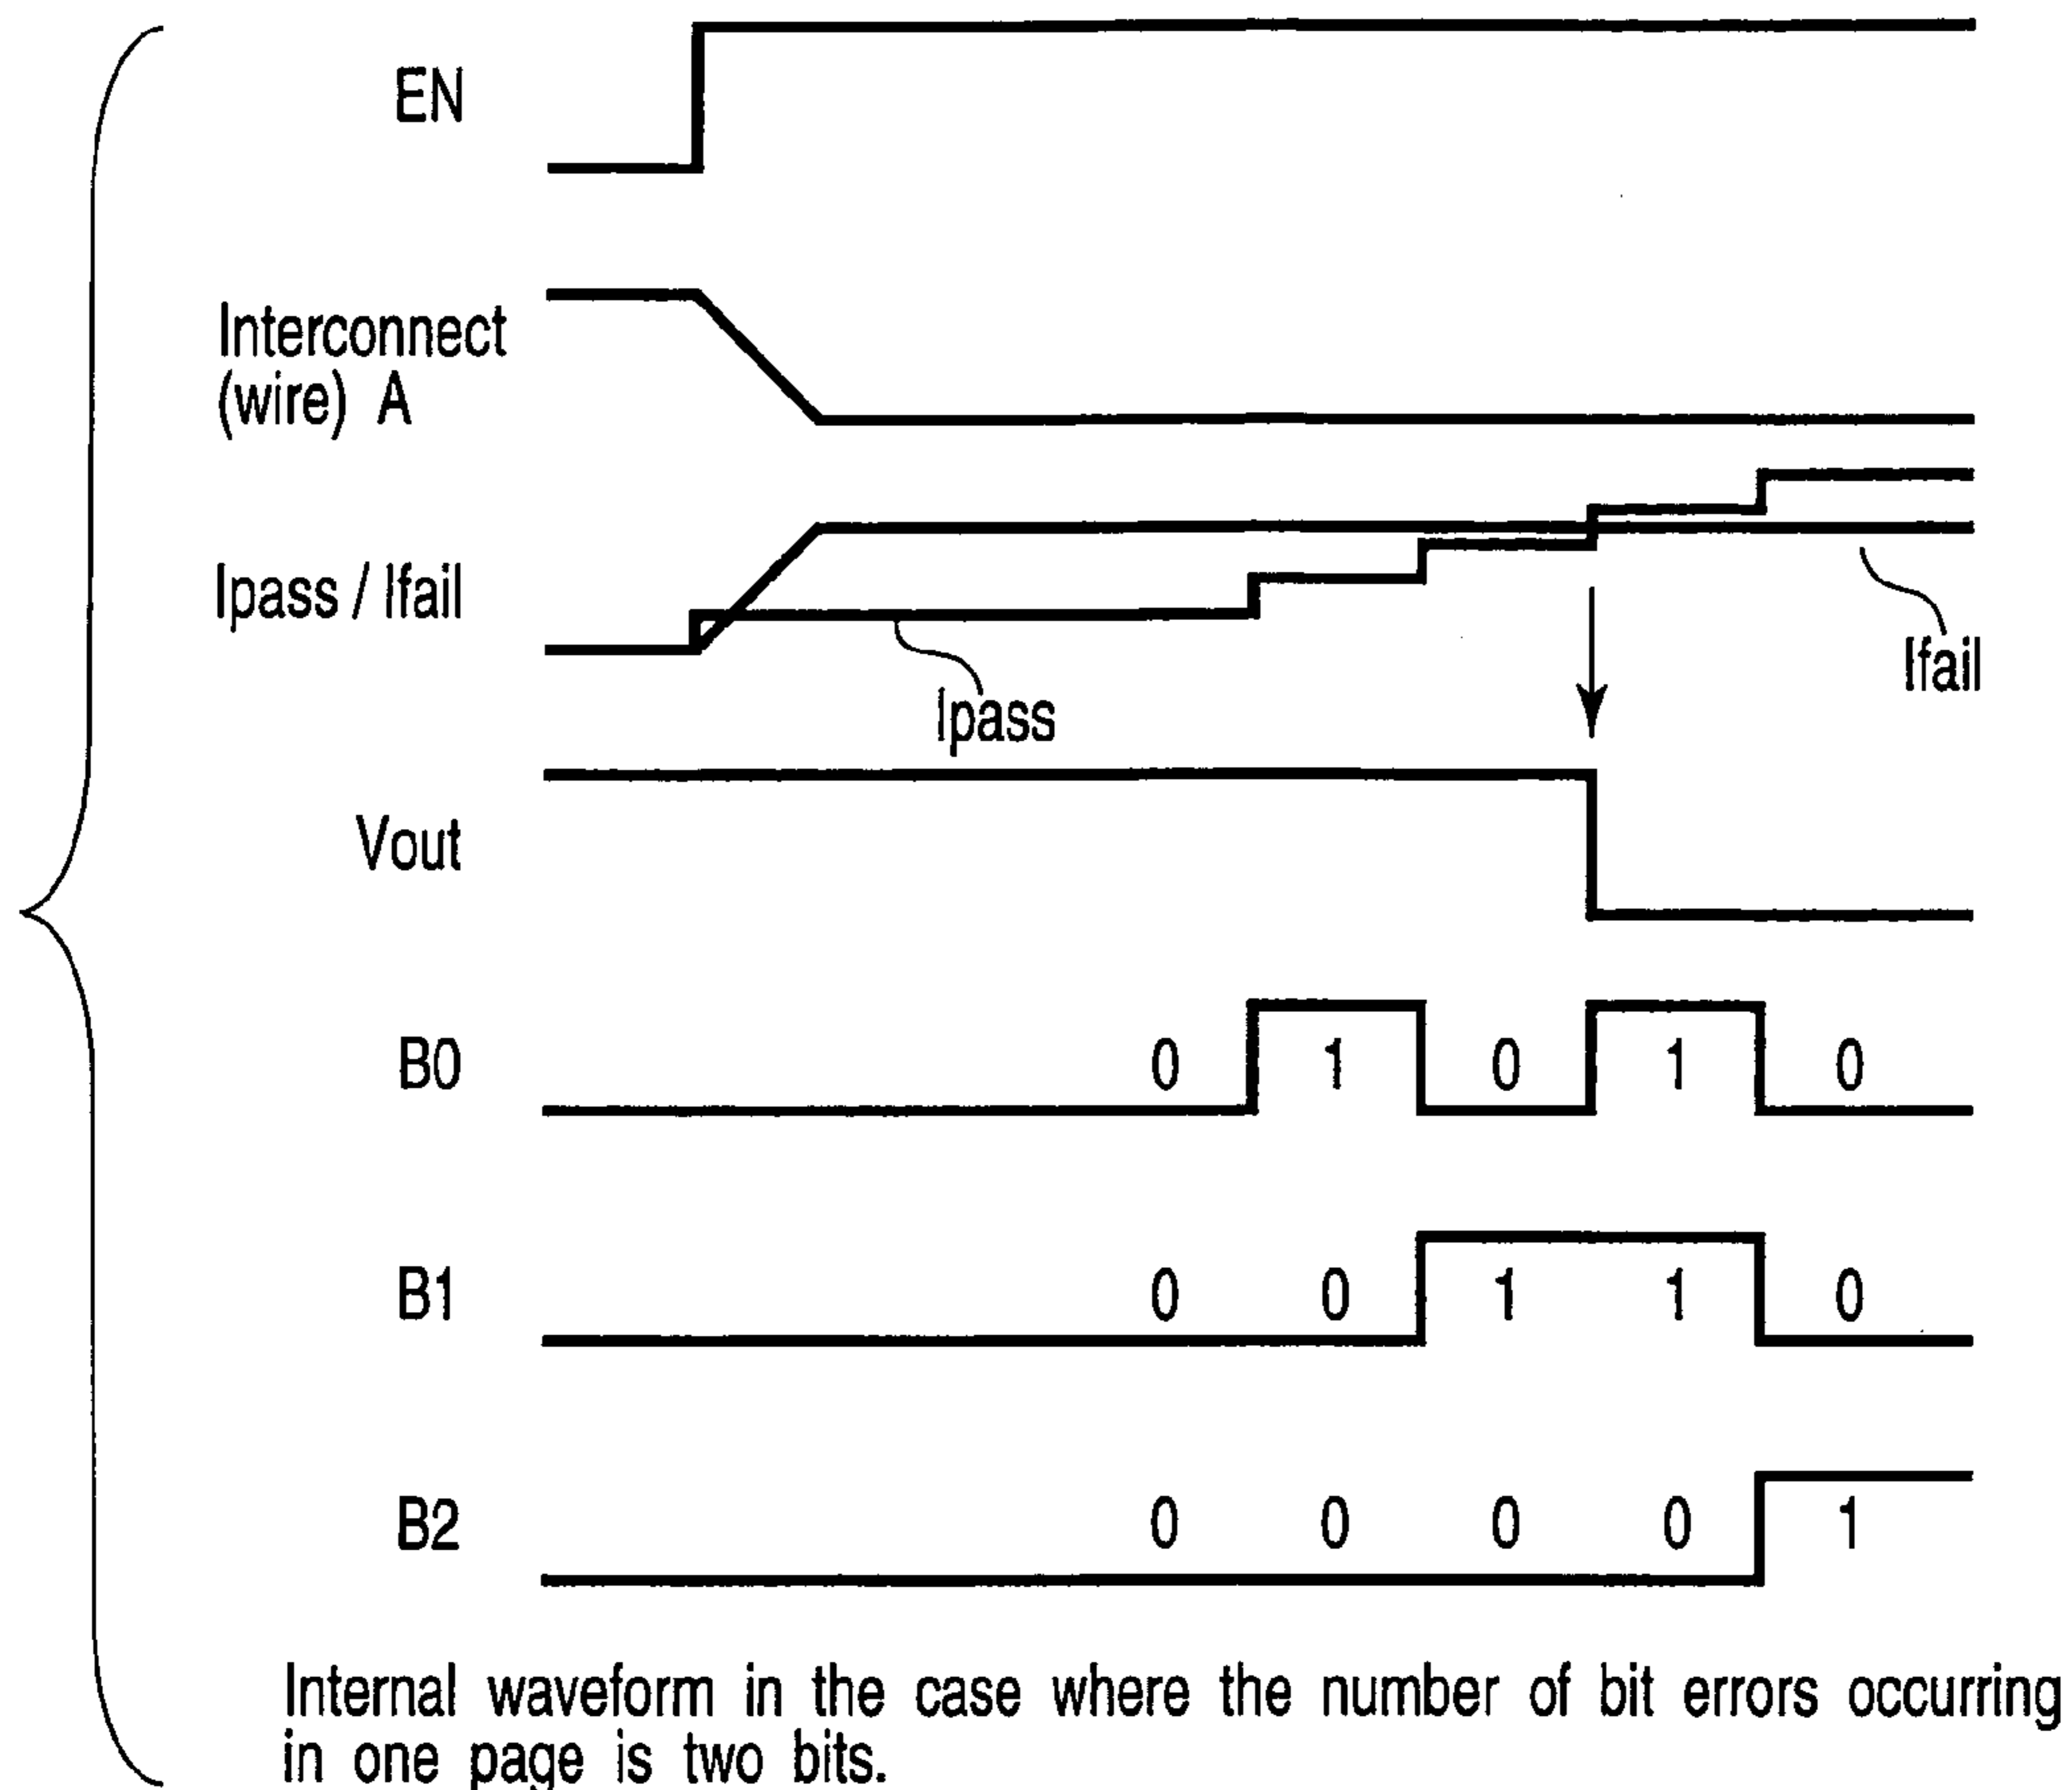 EN
Interconnect
(wire) A
Ipass / Ifail
Ipass
Ifail
Vout
B0
0 1 0 1 0
B1
0 0 1 1 0
B2
0 0 0 0 1
Internal waveform in the case where the number of bit errors occurring
in one page is two bits.